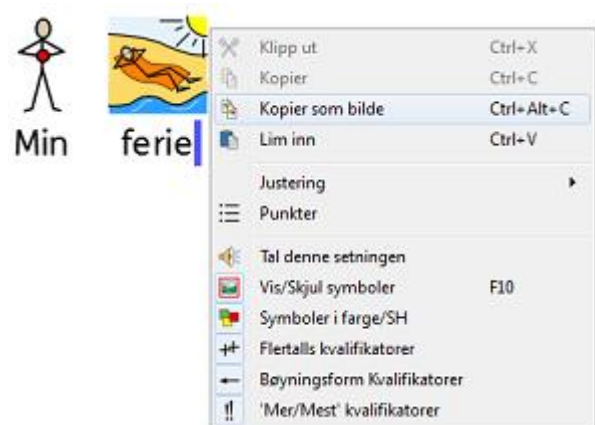 Min ferie
Klipp ut Ctrl+X
Kopier Ctrl+C
Kopier som bilde Ctrl+Alt+C
Lim inn Ctrl+V
Justering
Punkter
Tal denne setningen
Vis/Skjul symboler F10
Symboler i farge/SH
Flertalls kvalifikatorer
Bøyningsform Kvalifikatorer
'Mer/Mest' kvalifikatorer